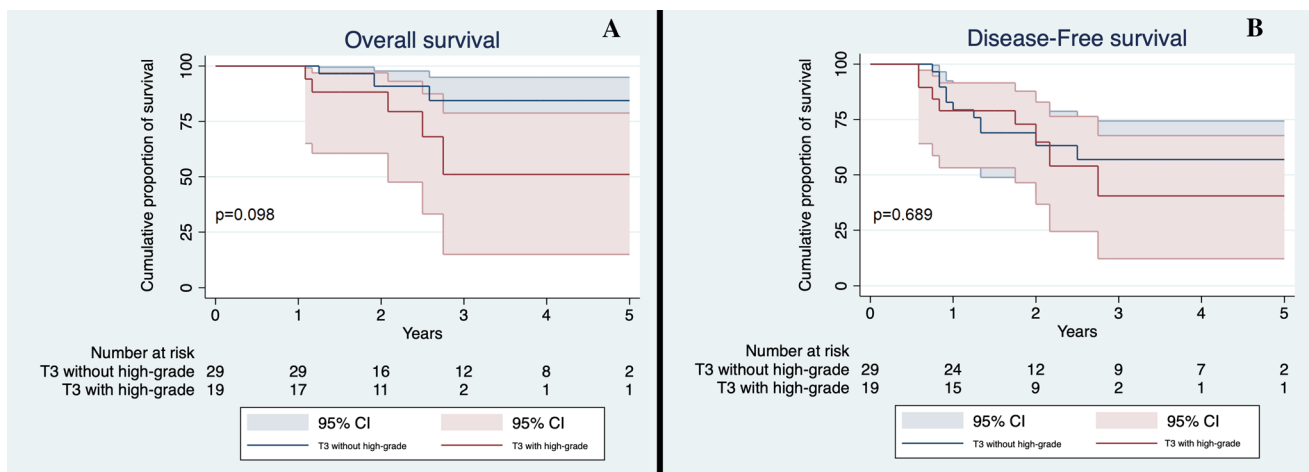 Overall survival
A
Cumulative proportion of survival
100
75
50
25
0
p=0.098
0 1 2 3 4 5
Years
Number at risk
T3 without high-grade 29 29 16 12 8 2
T3 with high-grade 19 17 11 2 1 1
95% CI 95% CI
T3 without high-grade T3 with high-grade
Disease-Free survival
B
Cumulative proportion of survival
100
75
50
25
0
p=0.689
0 1 2 3 4 5
Years
Number at risk
T3 without high-grade 29 24 12 9 7 2
T3 with high-grade 19 15 9 2 1 1
95% CI 95% CI
T3 without high-grade T3 with high-grade